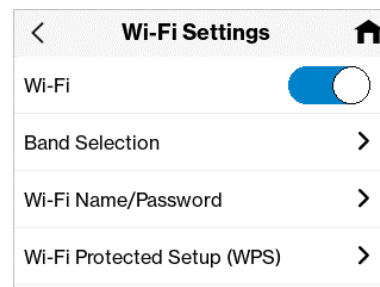 Wi-Fi Settings
Wi-Fi
Band Selection
Wi-Fi Name/Password
Wi-Fi Protected Setup (WPS)